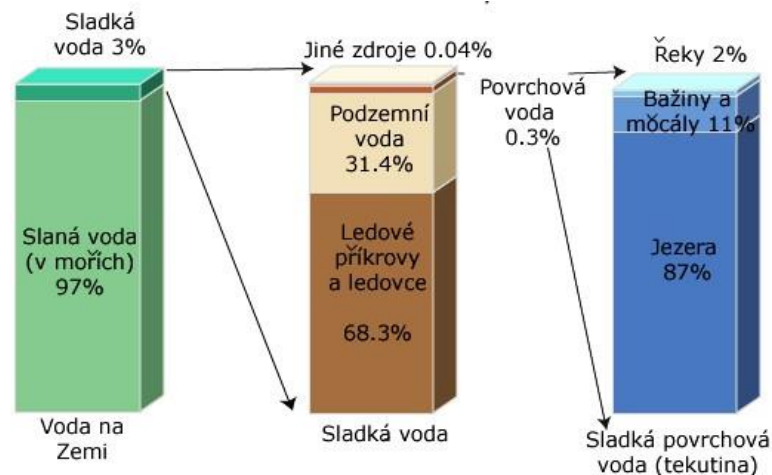 Sladká
voda 3%
Slaná voda
(v mořích)
97%
Voda na
Zemi
Jiné zdroje 0.04%
Podzemní
voda
31.4%
Ledové
příkrovy
a ledovce
68.3%
Sladká voda
Povrchová
voda
0.3%
Řeky 2%
Bažiny a
močály 11%
Jezera
87%
Sladká povrchová
voda (tekutina)